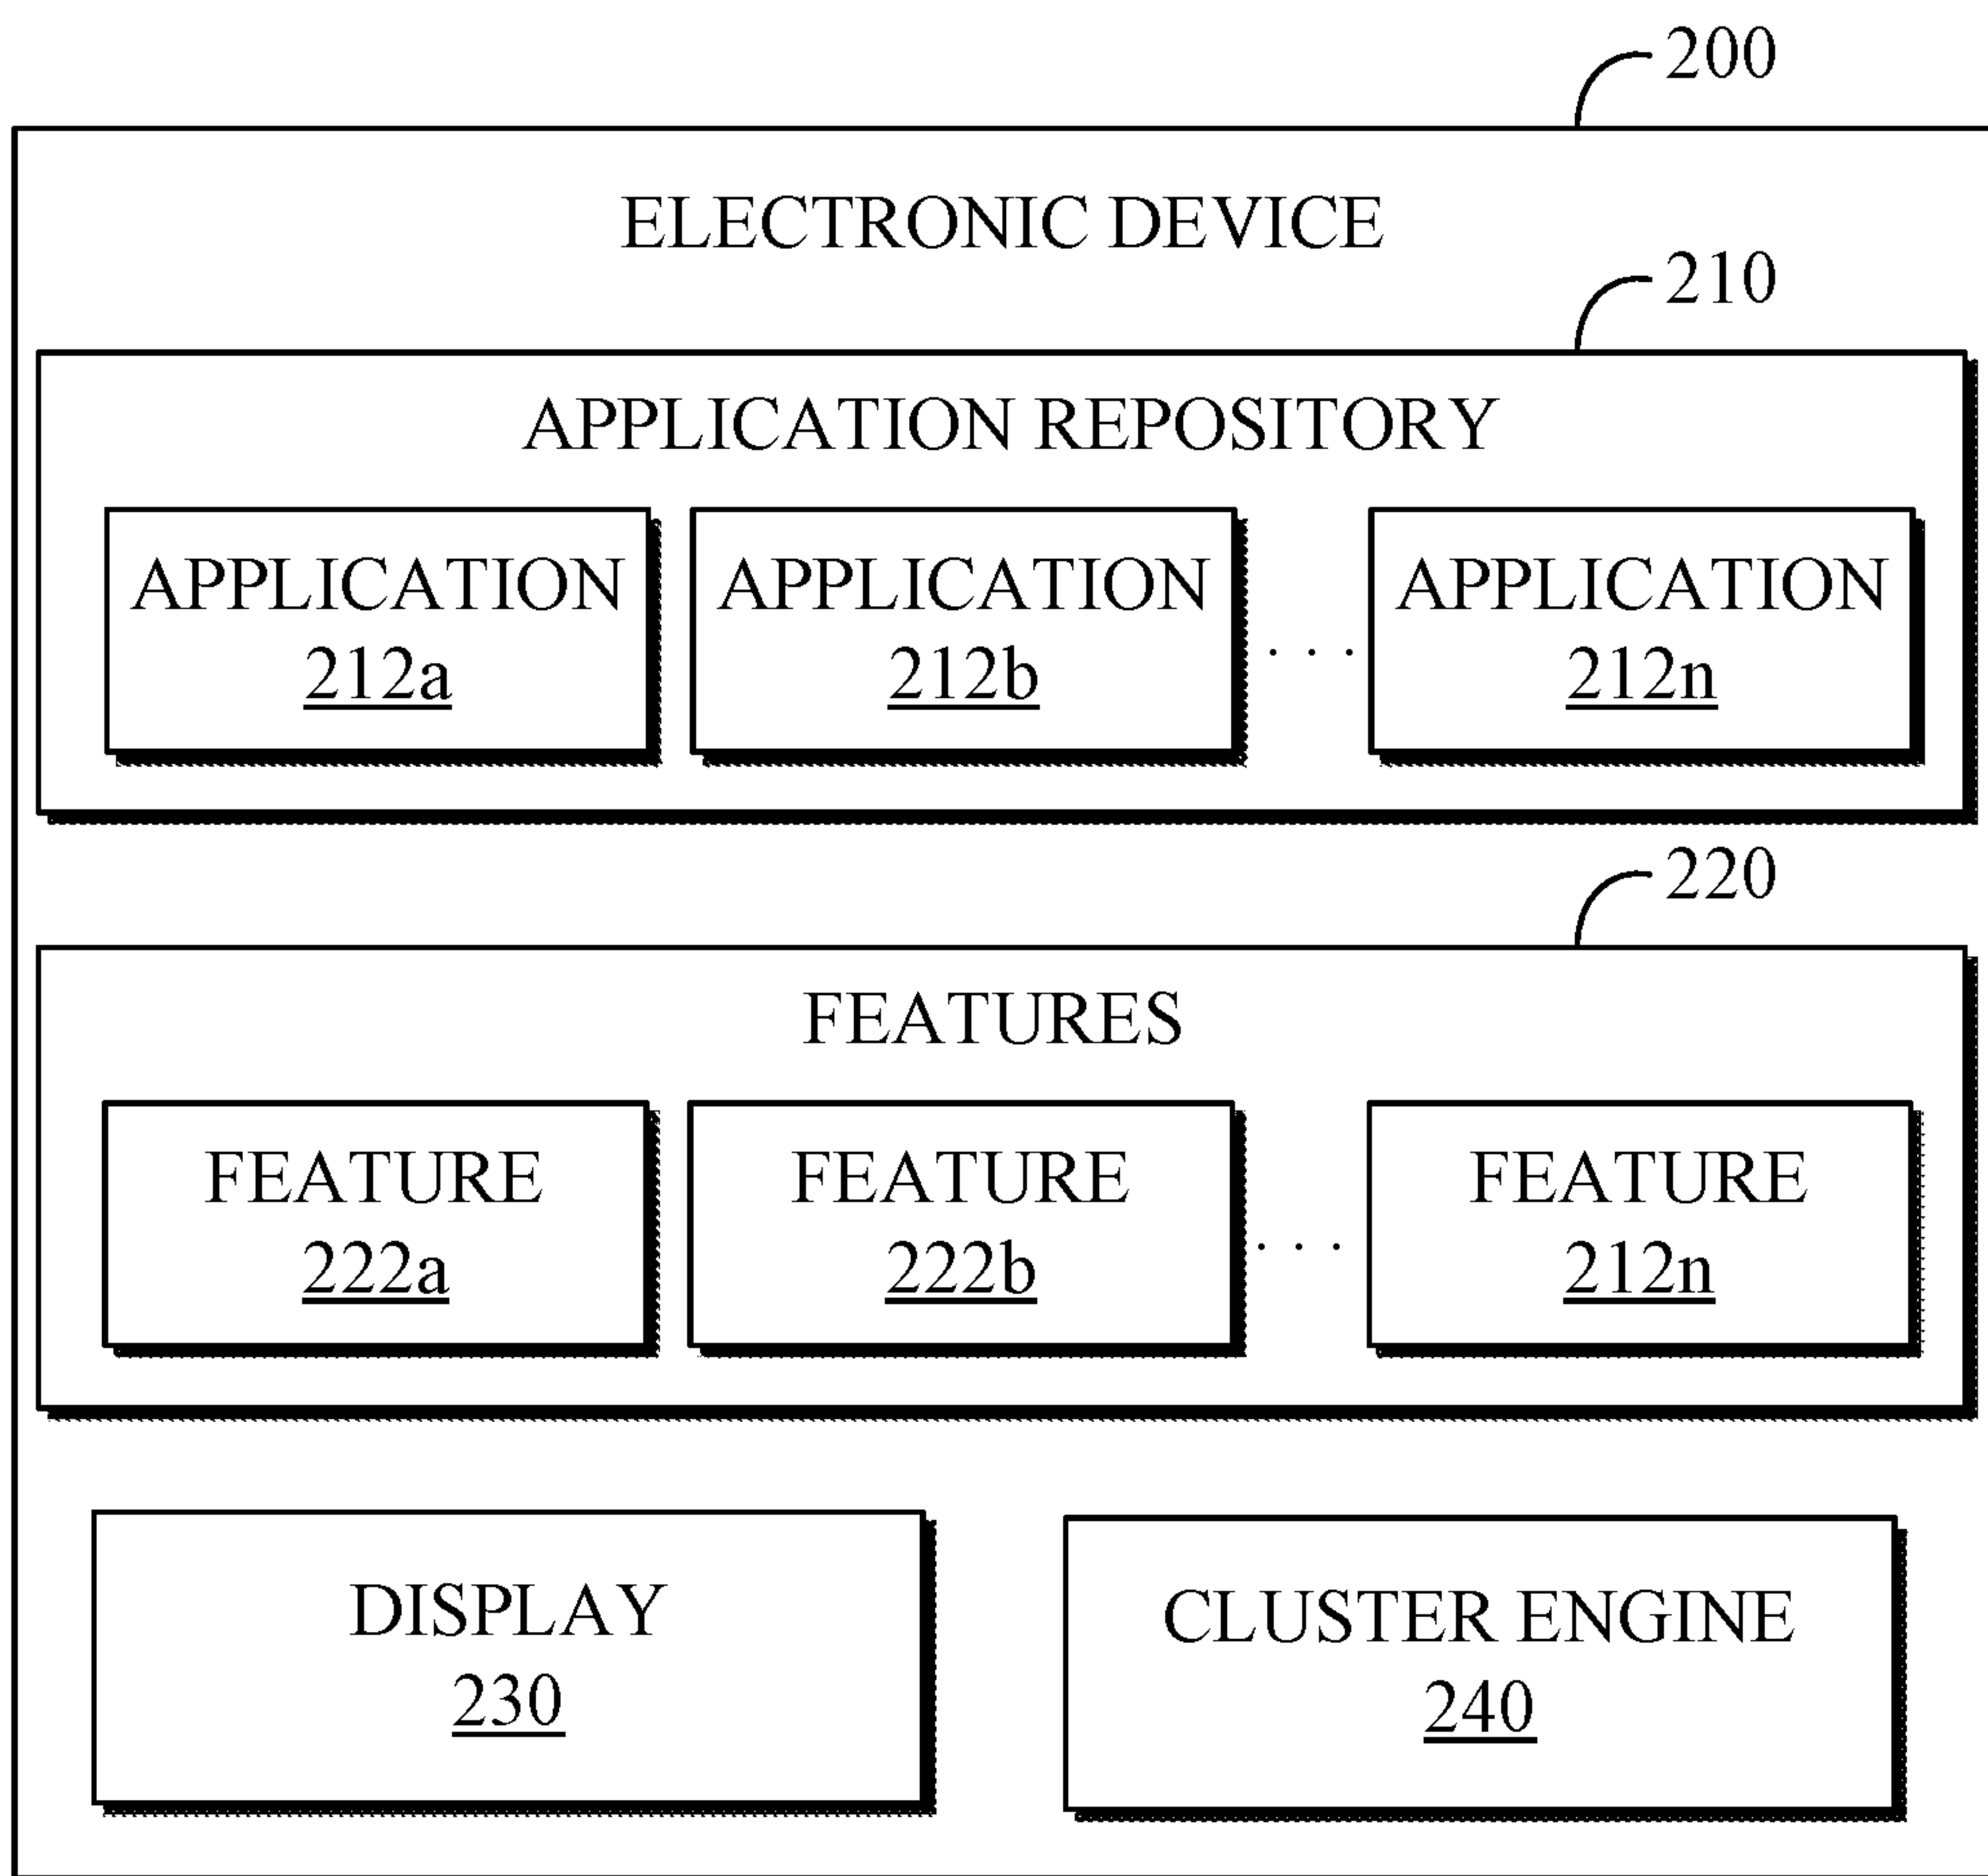 200
ELECTRONIC DEVICE
210
APPLICATION REPOSITORY
APPLICATION
212a
APPLICATION
212b
. . .
APPLICATION
212n
220
FEATURES
FEATURE
222a
FEATURE
222b
. . .
FEATURE
212n
DISPLAY
230
CLUSTER ENGINE
240